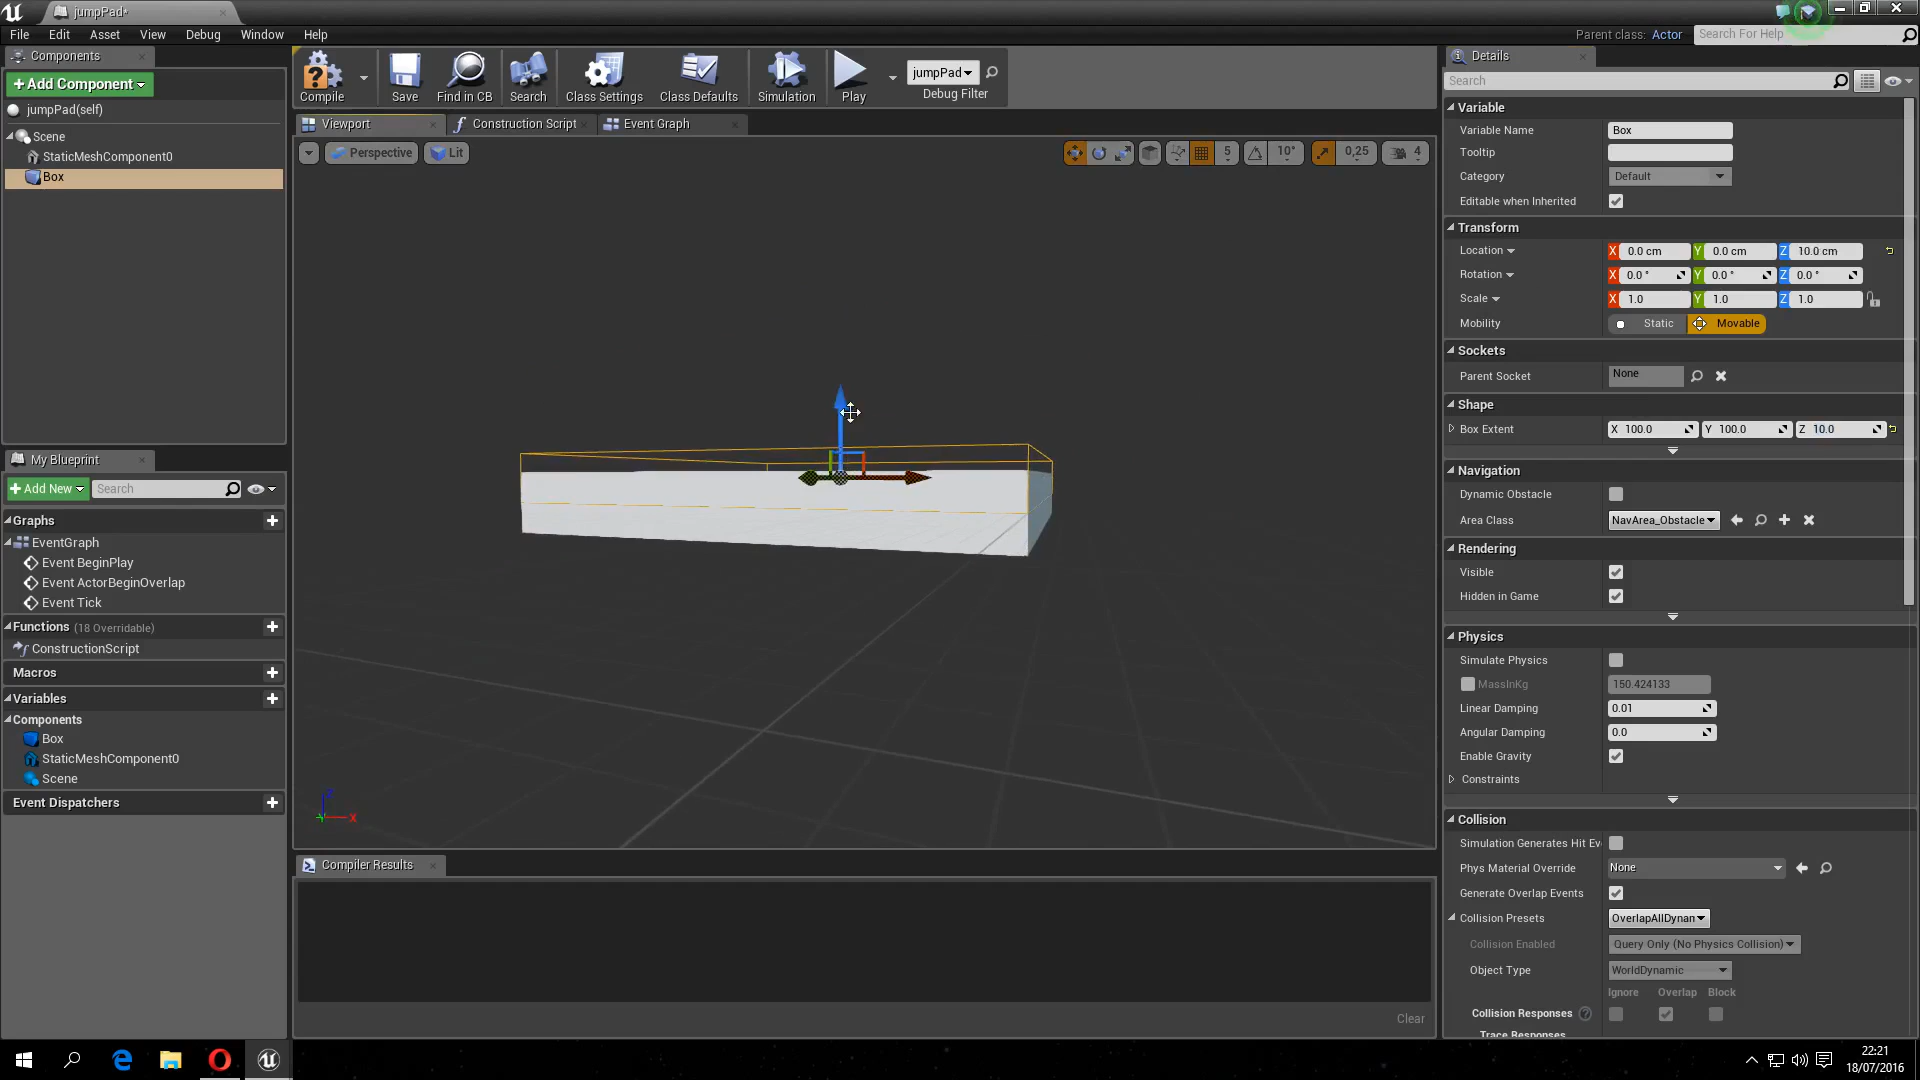 jumpPad*
File Edit Asset View Debug Window Help
Parent class: Actor
Search For Help
Components
+Add Component
jumpPad(self)
Scene
StaticMeshComponent0
Box
Compile
Save
Find in CB
Search
Class Settings
Class Defaults
Simulation
Play
jumpPad
Debug Filter
Viewport
Construction Script
Event Graph
Perspective
Lit
5
10°
0,25
4
X
Z
My Blueprint
+Add New
Search
Graphs
EventGraph
Event BeginPlay
Event ActorBeginOverlap
Event Tick
Functions (18 Overridable)
ConstructionScript
Macros
Variables
Components
Box
StaticMeshComponent0
Scene
Event Dispatchers
Compiler Results
Clear
Details
Search
Variable
Variable Name Box
Tooltip
Category Default
Editable when Inherited
Transform
Location X 0.0 cm Y 0.0 cm Z 10.0 cm
Rotation X 0.0 ° Y 0.0 ° Z 0.0 °
Scale X 1.0 Y 1.0 Z 1.0
Mobility Static Movable
Sockets
Parent Socket None
Shape
Box Extent X 100.0 Y 100.0 Z 10.0
Navigation
Dynamic Obstacle
Area Class NavArea_Obstacle
Rendering
Visible
Hidden in Game
Physics
Simulate Physics
MassInKg 150.424133
Linear Damping 0.01
Angular Damping 0.0
Enable Gravity
Constraints
Collision
Simulation Generates Hit Ev
Phys Material Override None
Generate Overlap Events
Collision Presets OverlapAllDynan
Collision Enabled Query Only (No Physics Collision)
Object Type WorldDynamic
Ignore Overlap Block
Collision Responses
Trace Responses
22:21
18/07/2016